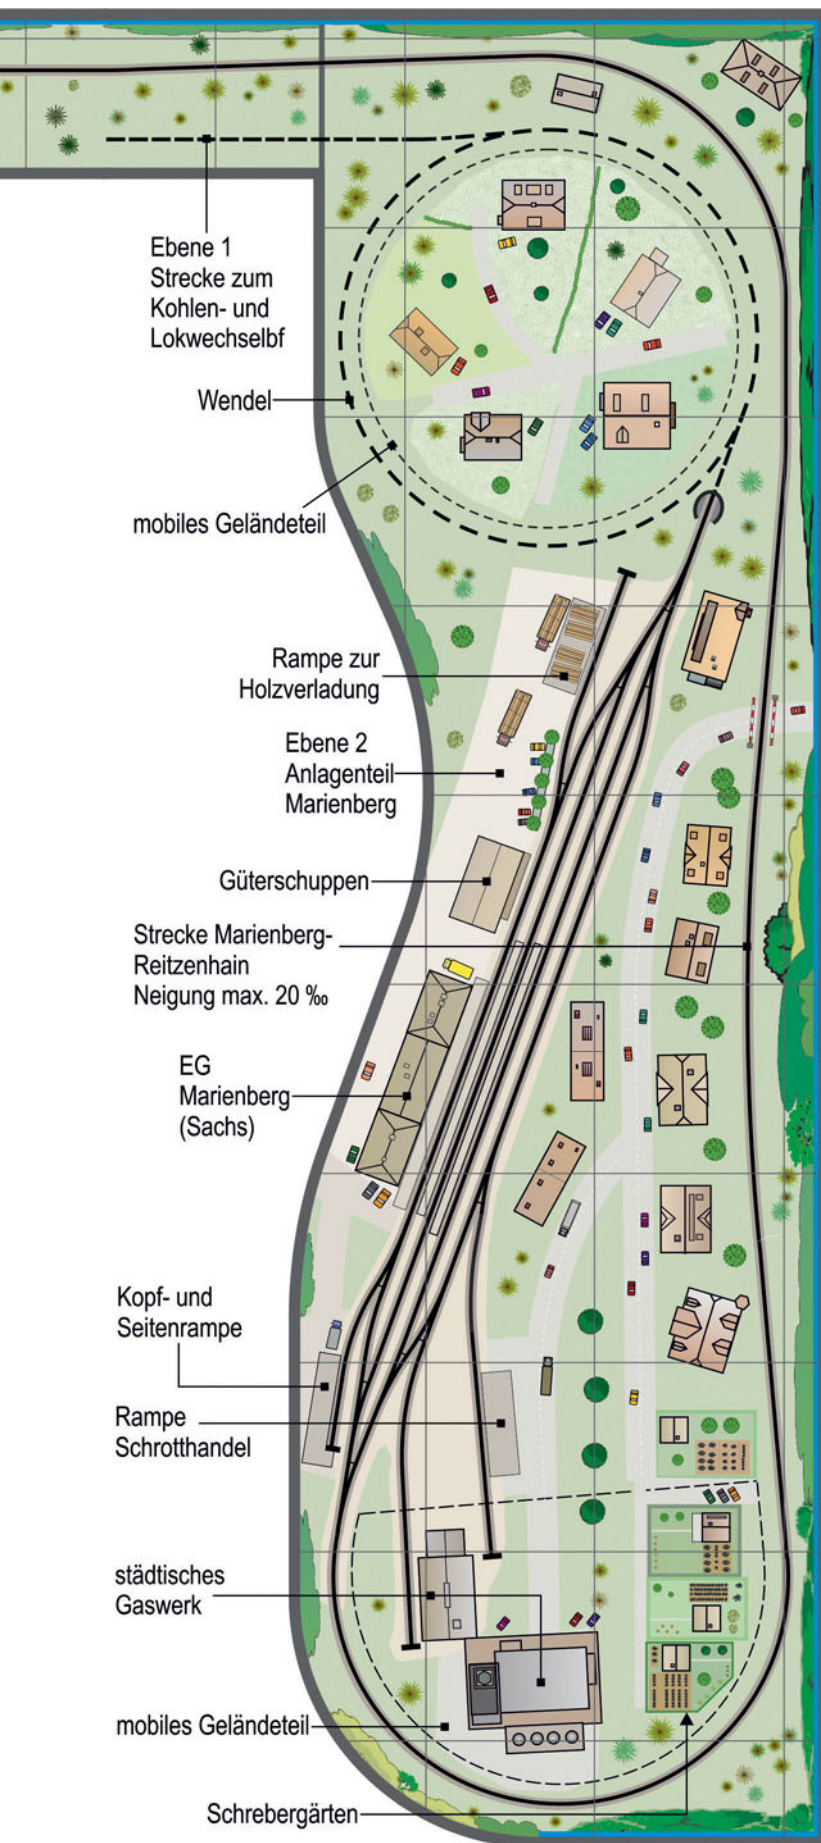 Ebene 1
Strecke zum
Kohlen- und
Lokwechselbf
Wendel
mobiles Geländeteil
Rampe zur
Holzverladung
Ebene 2
Anlagenteil
Marienberg
Güterschuppen
Strecke Marienberg-
Reitzenhain
Neigung max. 20 ‰
EG
Marienberg
(Sachs)
Kopf- und
Seitenrampe
Rampe
Schrotthandel
städtisches
Gaswerk
mobiles Geländeteil
Schrebergärten